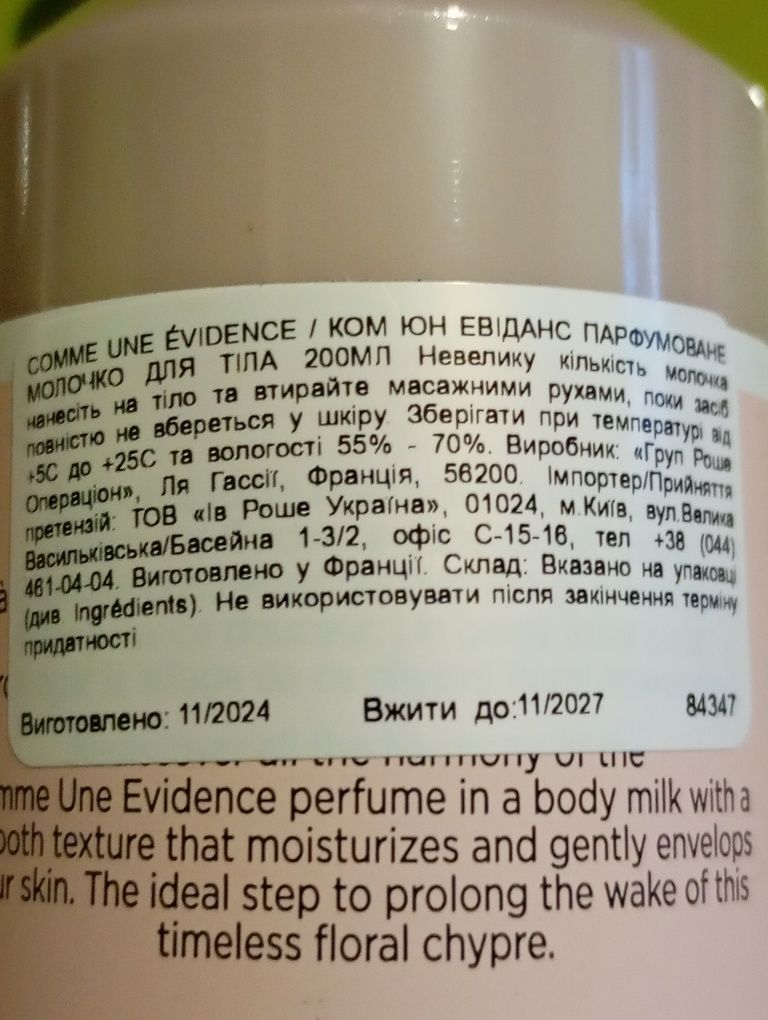 COMME UNE ÉVIDENCE / КОМ ЮН ЕВІДАНС ПАРФУМОВАНЕ
МОЛОЧКО ДЛЯ ТІЛА 200МЛ Невелику кількість молочка
нанесіть на тіло та втирайте масажними рухами, поки засіб
повністю не вбереться у шкіру Зберігати при температурі від
+5С до +25С та вологості 55% - 70%. Виробник: «Груп Роше
Операціон», Ля Гассії, Франція, 56200. Імпортер/Прийняття
претензій: ТОВ «Ів Роше Україна», 01024, м.Київ, вул.Велика
Васильківська/Басейна 1-3/2, офіс С-15-16, тел +38 (044)
461-04-04. Виготовлено у Франції. Склад: Вказано на упаковці
(див Ingrédients). Не використовувати після закінчення терміну
придатності
Виготовлено: 11/2024 Вжити до:11/2027 84347
all the harmony of the
mme Une Evidence perfume in a body milk with a
ooth texture that moisturizes and gently envelops
ur skin. The ideal step to prolong the wake of this
timeless floral chypre.